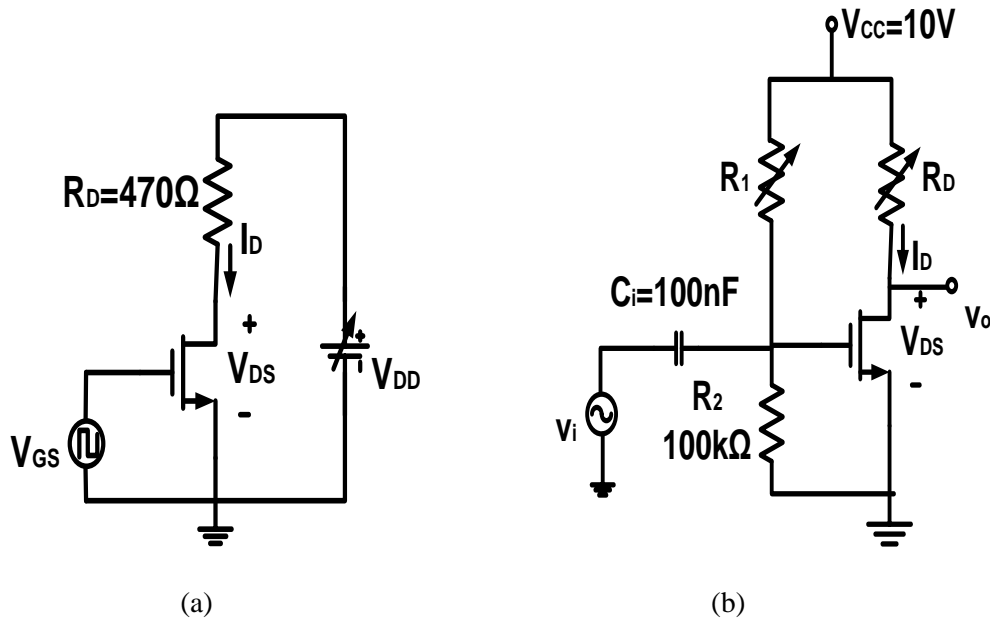 RD=470Ω
ID
+
VDS
-
VGS
+
-
VDD
(a)
VCC=10V
R1
RD
ID
Ci=100nF
+
vo
VDS
-
R2
100kΩ
vi
(b)